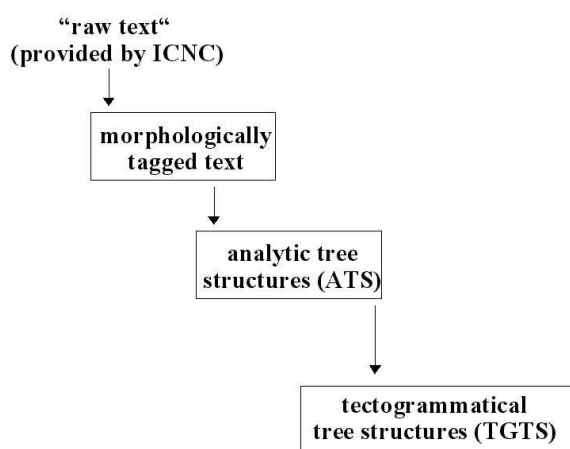 “raw text“
(provided by ICNC)
morphologically
tagged text
analytic tree
structures (ATS)
tectogrammatical
tree structures (TGTS)